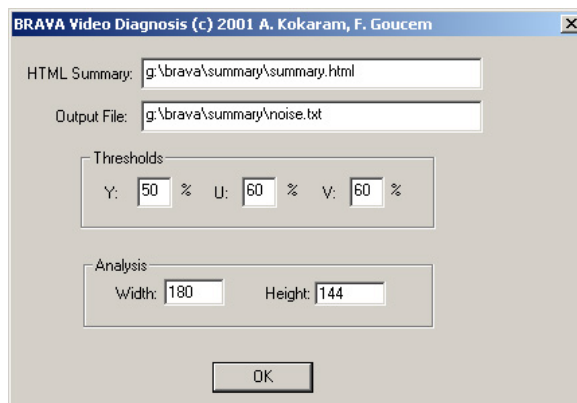 BRAVA Video Diagnosis (c) 2001 A. Kokaram, F. Goucem
HTML Summary: g:\brava\summary\summary.html
Output File: g:\brava\summary\noise.txt
Thresholds
Y: 50 % U: 60 % V: 60 %
Analysis
Width: 180 Height: 144
OK